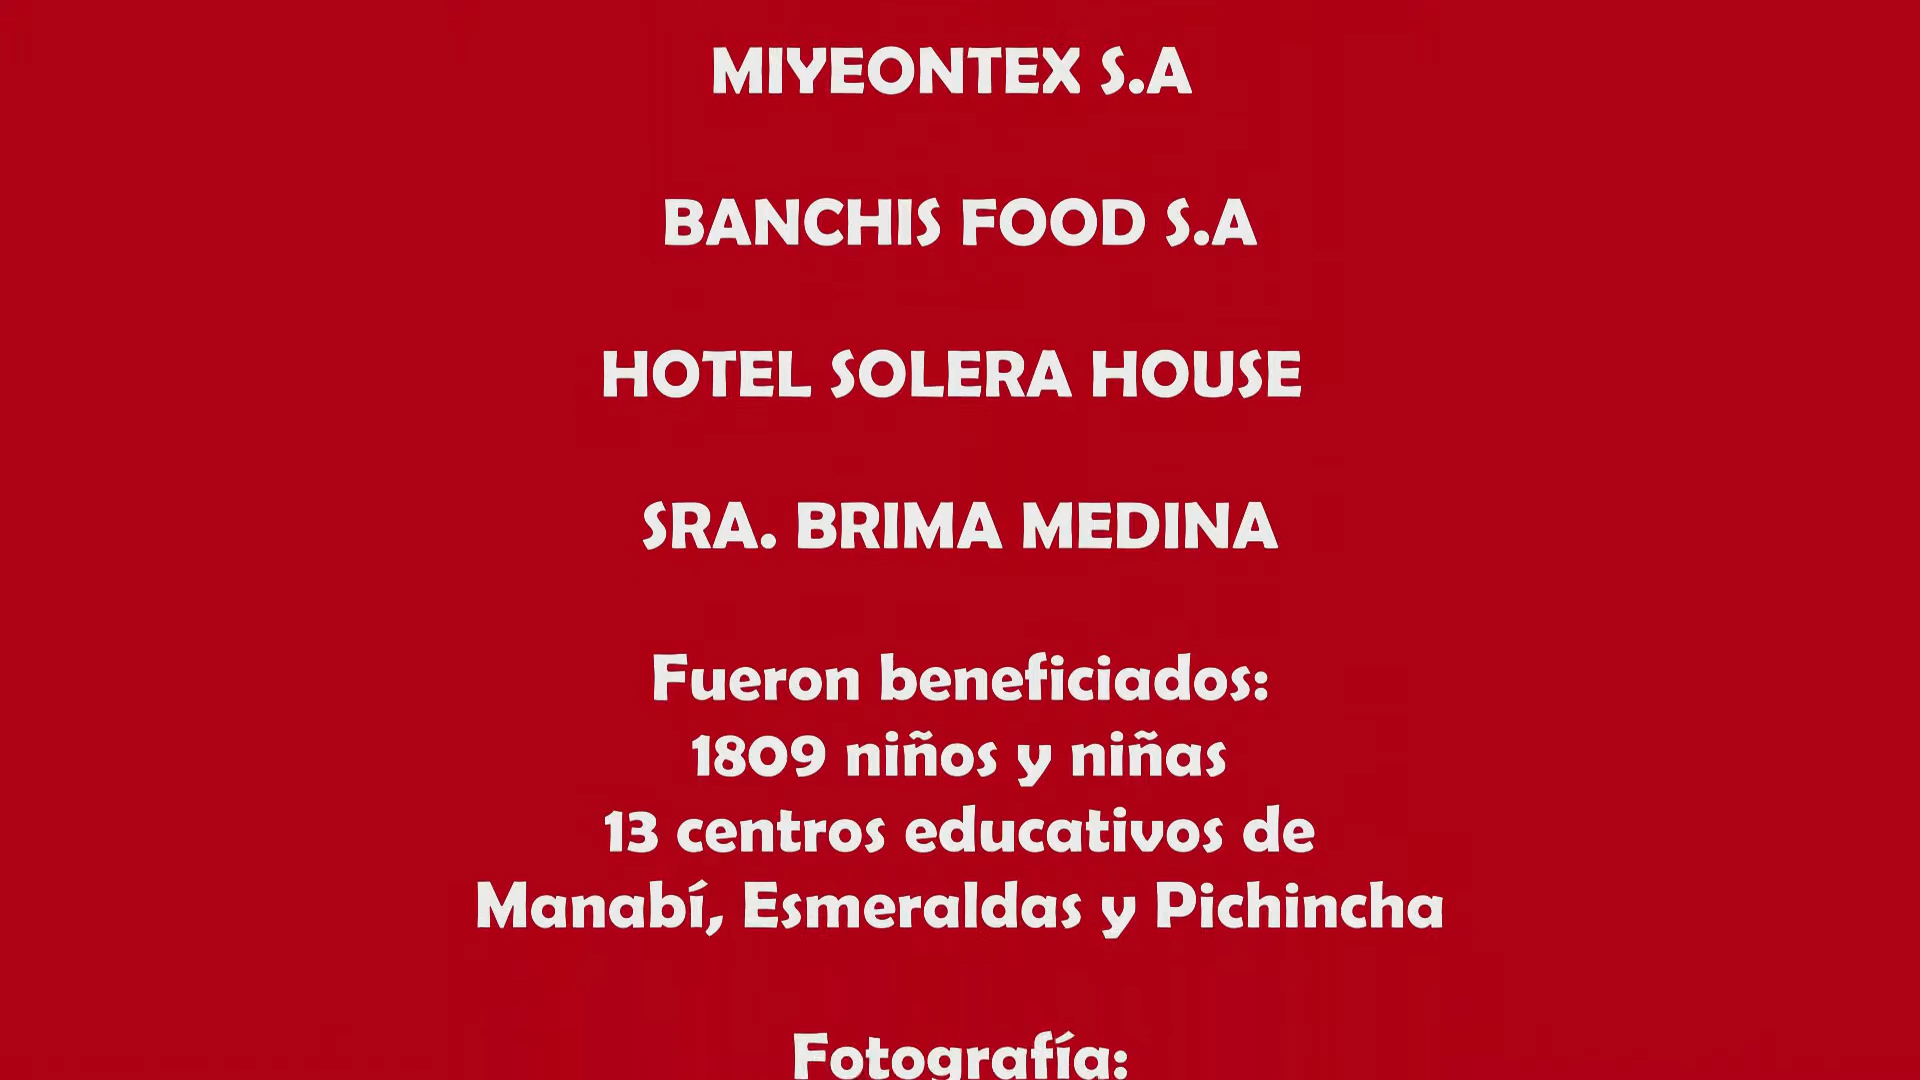 MIYEONTEX S.A
BANCHIS FOOD S.A
HOTEL SOLERA HOUSE
SRA. BRIMA MEDINA
Fueron beneficiados:
1809 niños y niñas
13 centros educativos de
Manabí, Esmeraldas y Pichincha
Fotografía: